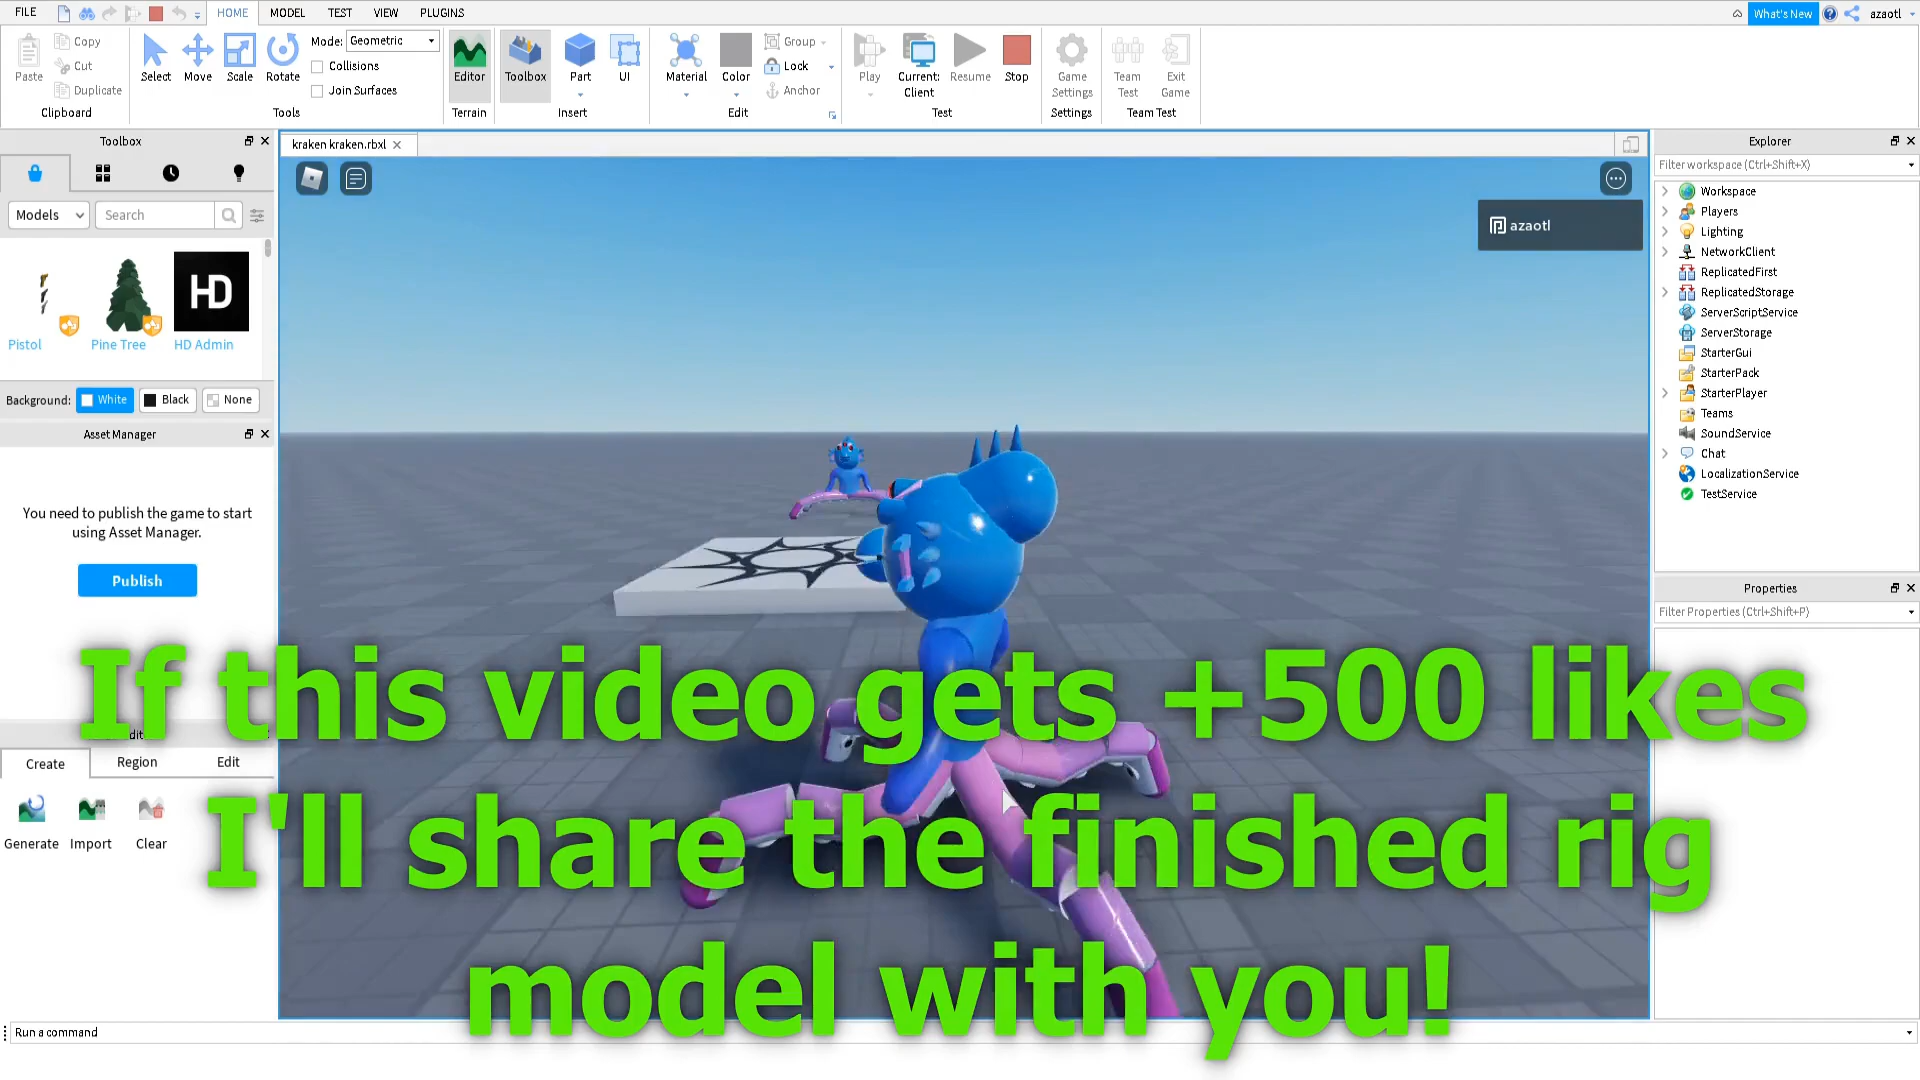 FILE HOME MODEL TEST VIEW PLUGINS What's New azaotl
Copy
Cut
Duplicate
Paste
Clipboard
Select Move Scale Rotate
Mode: Geometric
Collisions
Join Surfaces
Tools
Editor
Terrain
Toolbox Part UI
Insert
Material Color
Group
Lock
Anchor
Edit
Play Current: Client Resume Stop
Test
Game Settings
Settings
Team Test Exit Game
Team Test
Toolbox
Models Search
Pistol Pine Tree HD Admin
HD
Background: White Black None
Asset Manager
You need to publish the game to start
using Asset Manager.
Publish
Create Region Edit
Generate Import Clear
kraken kraken.rbxl
azaotl
If this video gets +500 likes
I'll share the finished rig
model with you!
Explorer
Filter workspace (Ctrl+Shift+X)
Workspace
Players
Lighting
NetworkClient
ReplicatedFirst
ReplicatedStorage
ServerScriptService
ServerStorage
StarterGui
StarterPack
StarterPlayer
Teams
SoundService
Chat
LocalizationService
TestService
Properties
Filter Properties (Ctrl+Shift+P)
Run a command